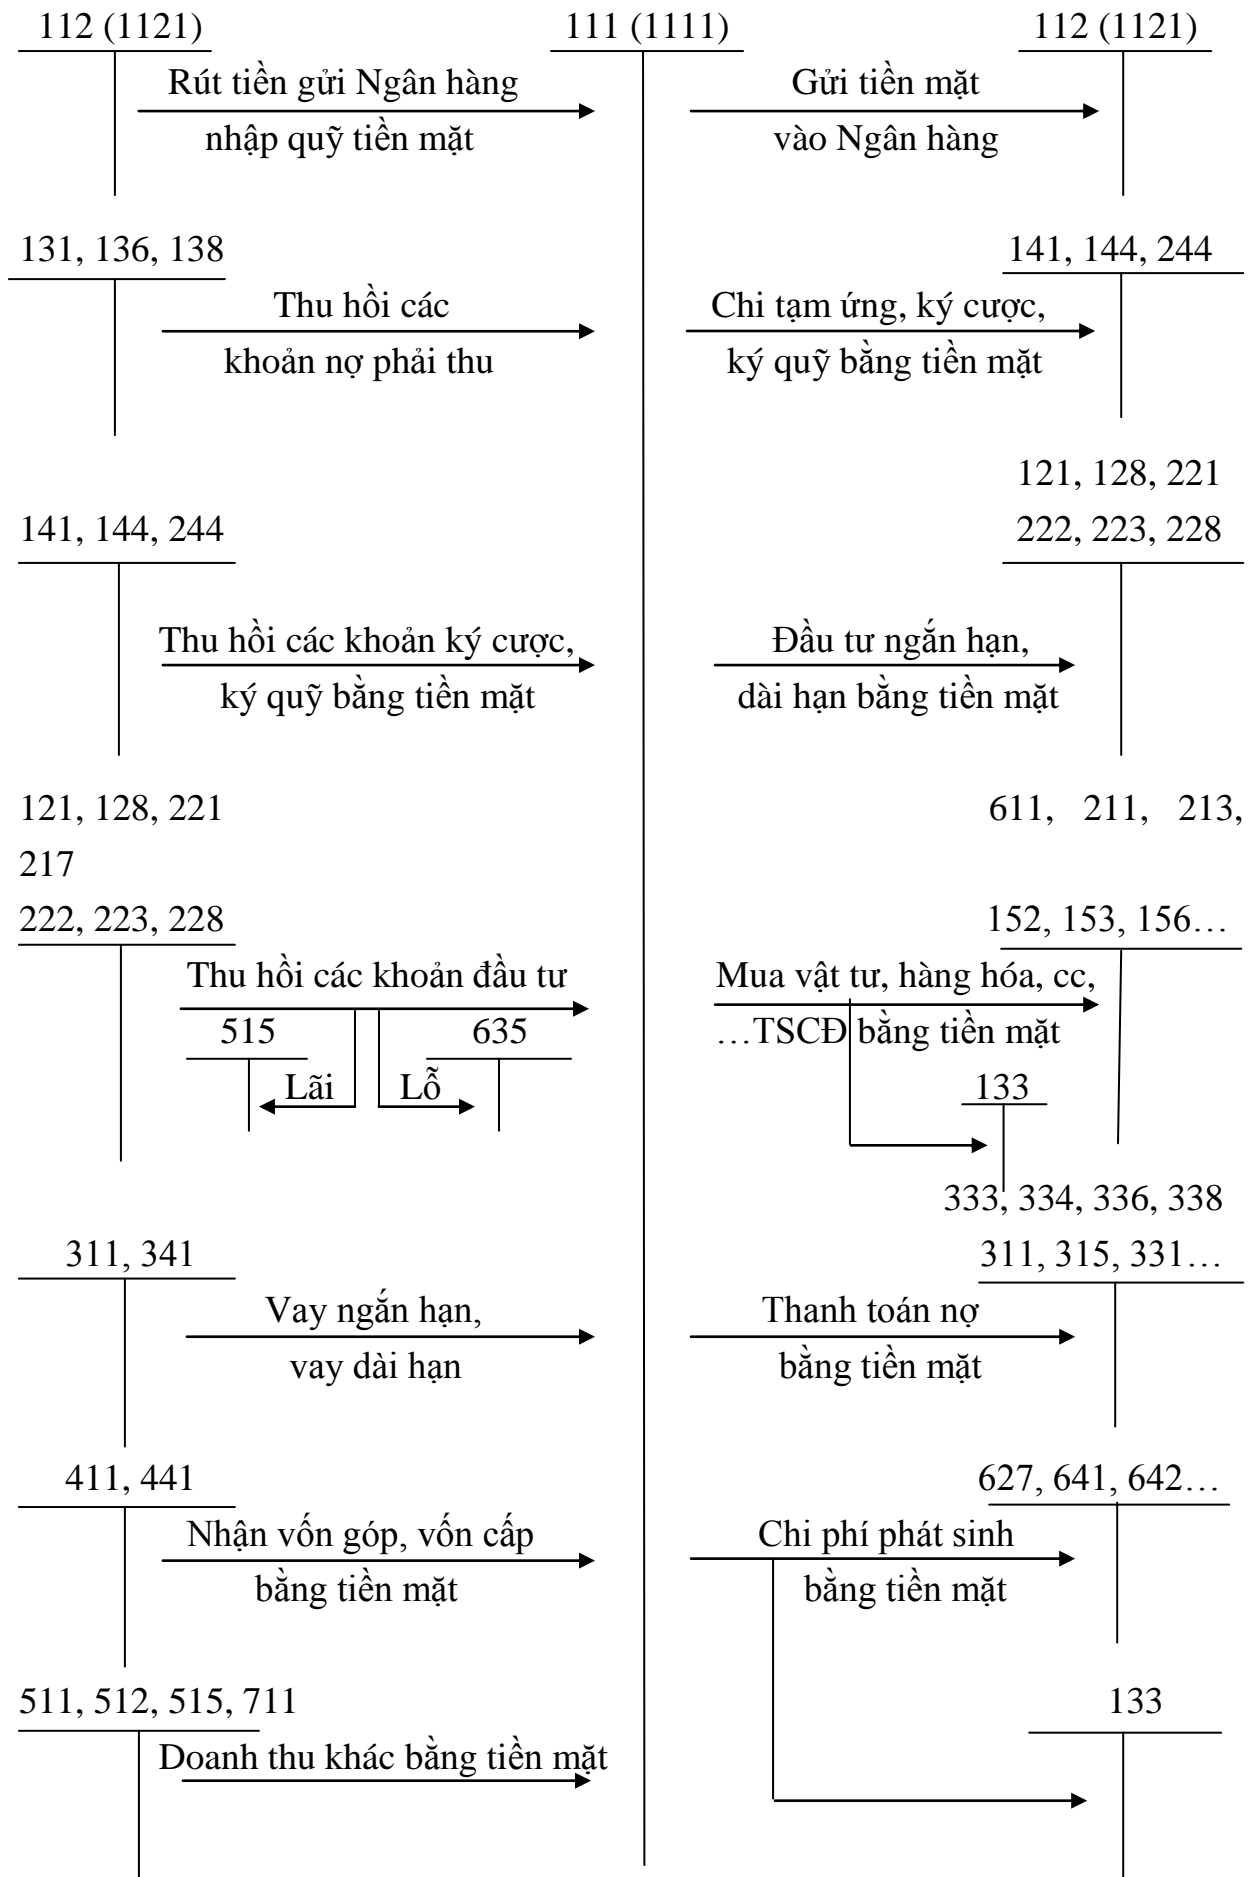 112 (1121)
111 (1111)
112 (1121)
Rút tiền gửi Ngân hàng
nhập quỹ tiền mặt
Gửi tiền mặt
vào Ngân hàng
131, 136, 138
141, 144, 244
Thu hồi các
khoản nợ phải thu
Chi tạm ứng, ký cược,
ký quỹ bằng tiền mặt
121, 128, 221
222, 223, 228
141, 144, 244
Thu hồi các khoản ký cược,
ký quỹ bằng tiền mặt
Đầu tư ngắn hạn,
dài hạn bằng tiền mặt
121, 128, 221
217
222, 223, 228
611, 211, 213,
152, 153, 156…
Thu hồi các khoản đầu tư
515
635
Lãi
Lỗ
Mua vật tư, hàng hóa, cc,
…TSCĐ bằng tiền mặt
133
333, 334, 336, 338
311, 315, 331…
311, 341
Vay ngắn hạn,
vay dài hạn
Thanh toán nợ
bằng tiền mặt
411, 441
627, 641, 642…
Nhận vốn góp, vốn cấp
bằng tiền mặt
Chi phí phát sinh
bằng tiền mặt
511, 512, 515, 711
133
Doanh thu khác bằng tiền mặt